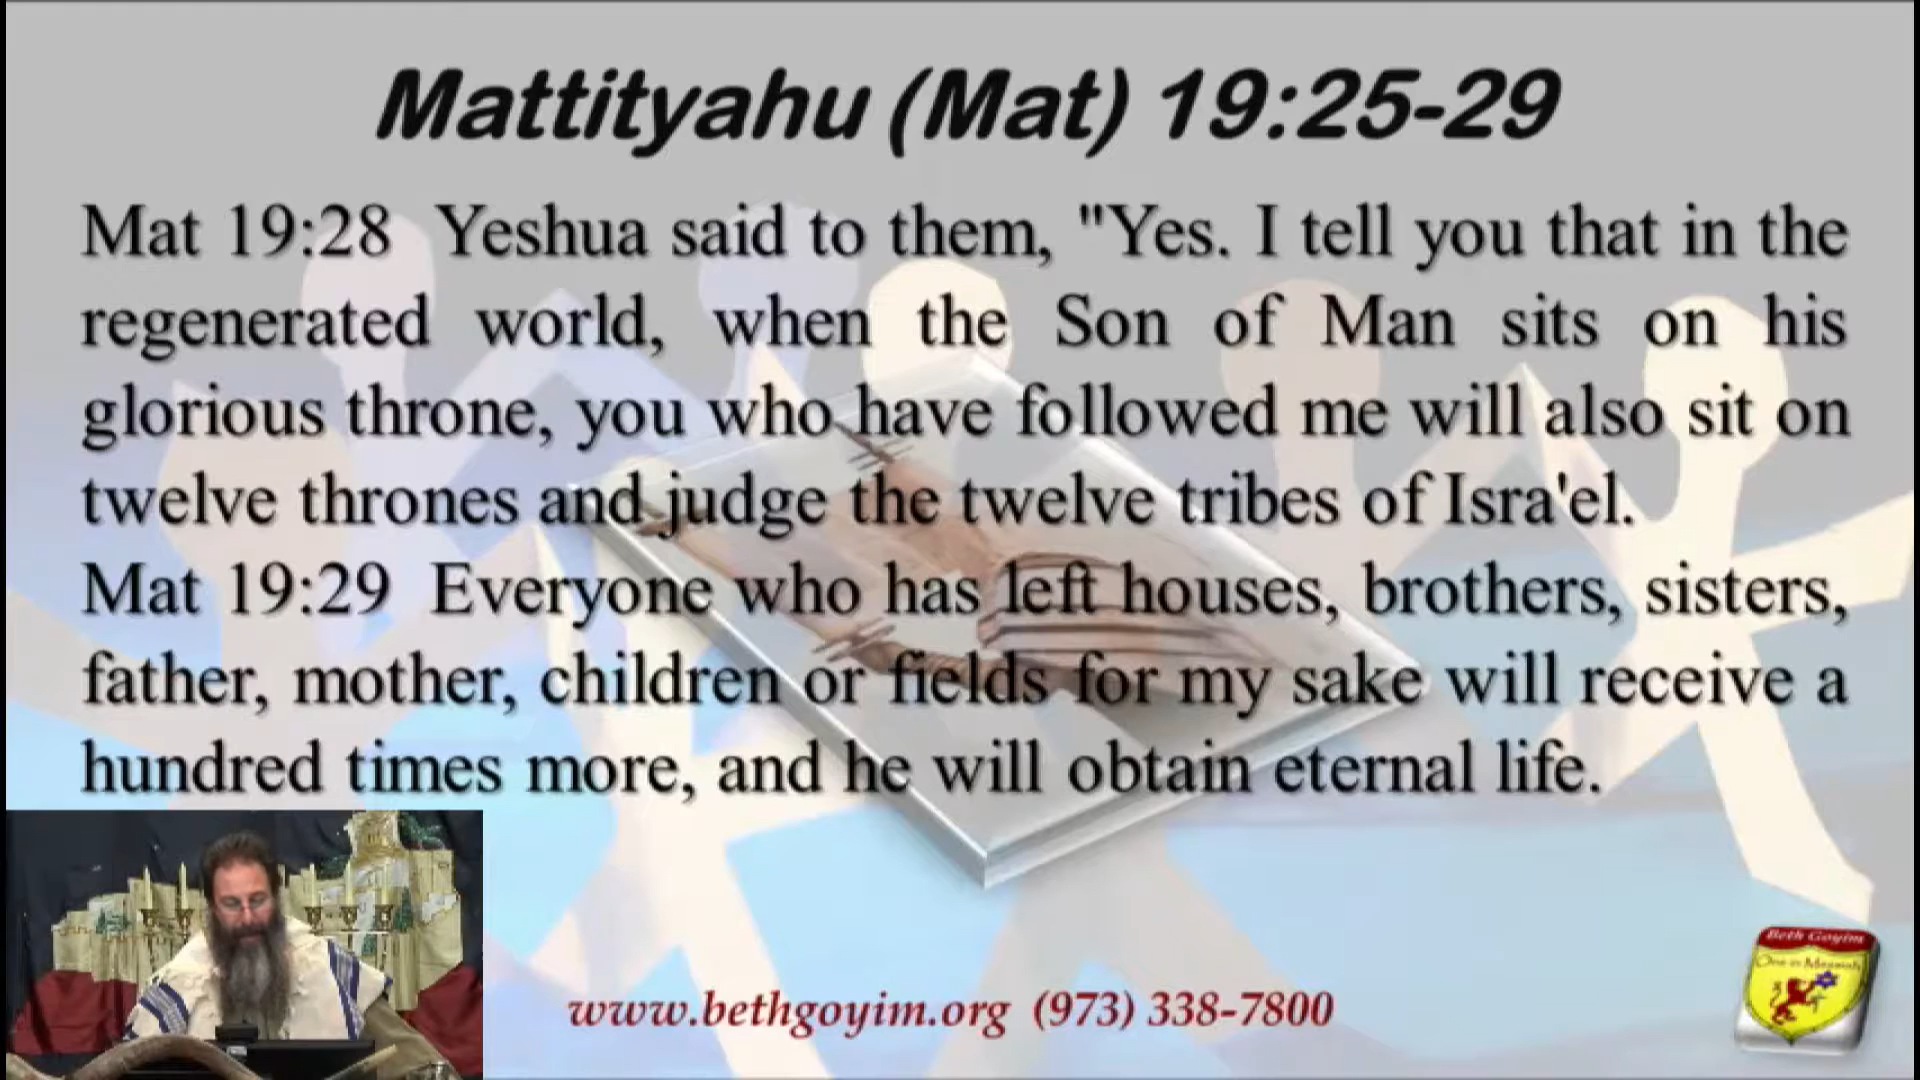 Mattityahu (Mat) 19:25-29
Mat 19:28 Yeshua said to them, "Yes. I tell you that in the
regenerated world, when the Son of Man sits on his
glorious throne, you who have followed me will also sit on
twelve thrones and judge the twelve tribes of Isra'el.
Mat 19:29 Everyone who has left houses, brothers, sisters,
father, mother, children or fields for my sake will receive a
hundred times more, and he will obtain eternal life.
www.bethgoyim.org (973) 338-7800
Beth Goyim
One in Messiah